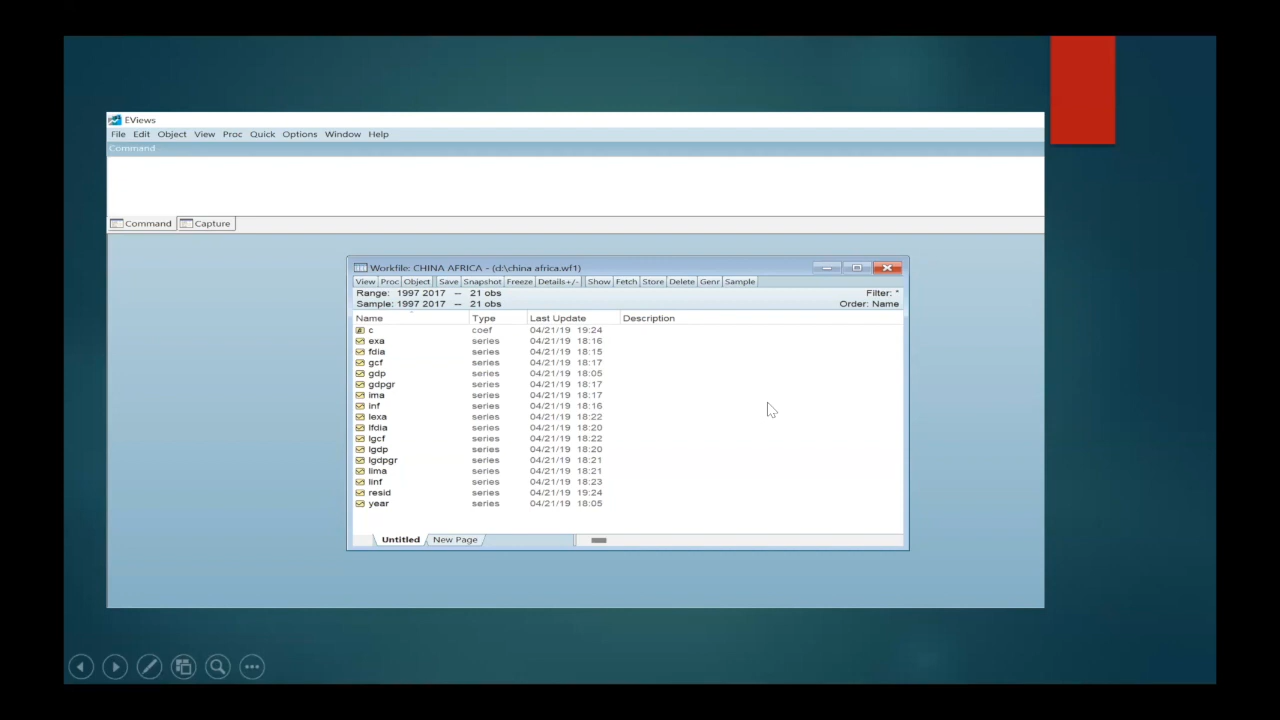 EViews
File Edit Object View Proc Quick Options Window Help
Command
Command Capture
Workfile: CHINA AFRICA - (d:\china africa.wf1)
View Proc Object Save Snapshot Freeze Details+/- Show Fetch Store Delete Genr Sample
Range: 1997 2017 -- 21 obs Filter: *
Sample: 1997 2017 -- 21 obs Order: Name
Name Type Last Update Description
c coef 04/21/19 19:24
exa series 04/21/19 18:16
fdia series 04/21/19 18:15
gcf series 04/21/19 18:17
gdp series 04/21/19 18:05
gdpgr series 04/21/19 18:17
ima series 04/21/19 18:17
inf series 04/21/19 18:16
lexa series 04/21/19 18:22
lfdia series 04/21/19 18:20
lgcf series 04/21/19 18:22
lgdp series 04/21/19 18:20
lgdpgr series 04/21/19 18:21
lima series 04/21/19 18:21
linf series 04/21/19 18:23
resid series 04/21/19 19:24
year series 04/21/19 18:05
Untitled New Page